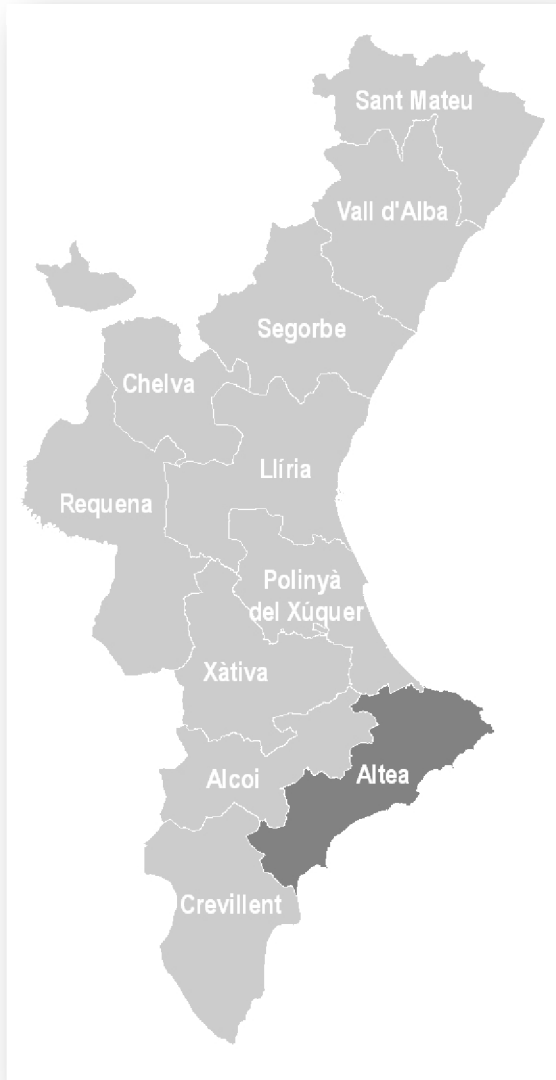 Sant Mateu
Vall d'Alba
Segorbe
Chelva
Llíria
Requena
Polinyà
del Xúquer
Xàtiva
Alcoi
Altea
Crevillent